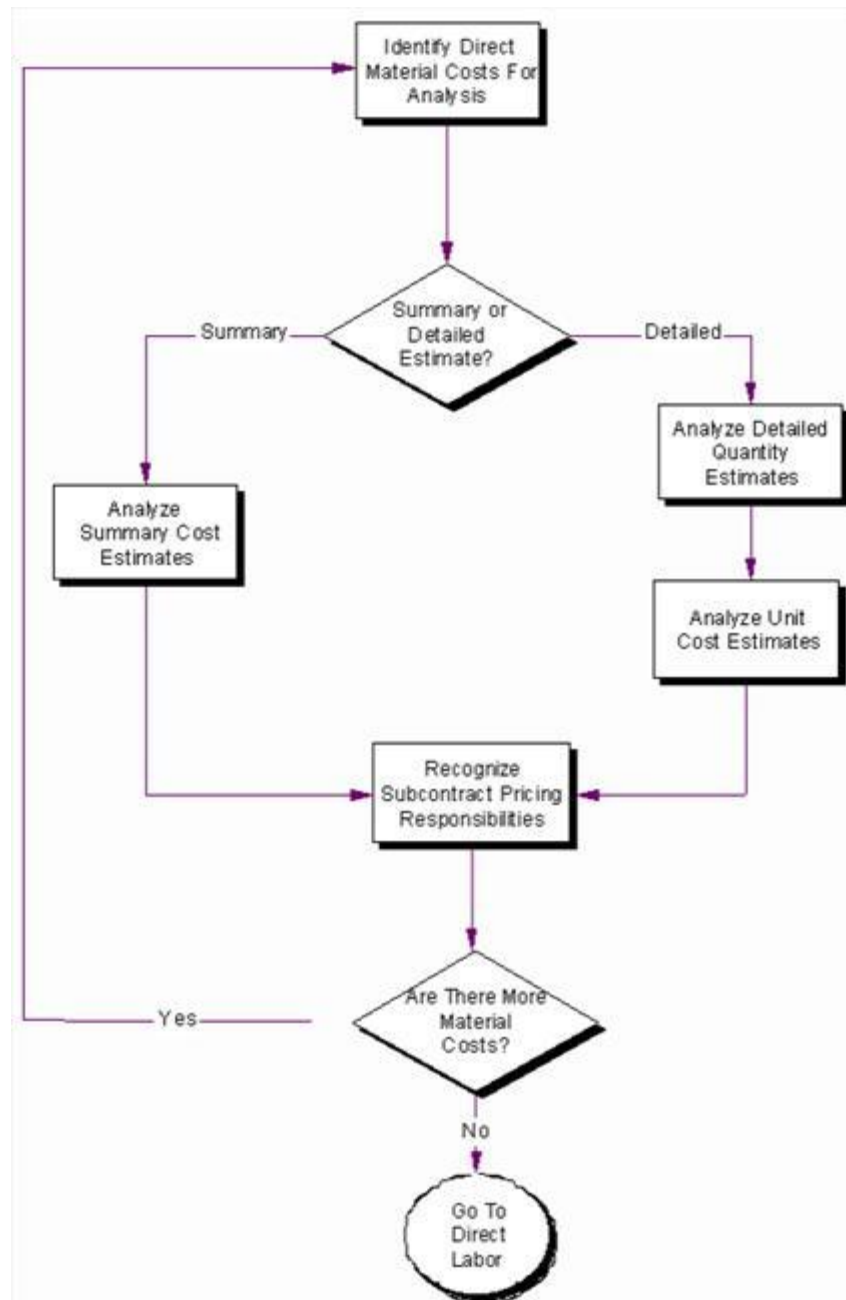 Identify Direct
Material Costs For
Analysis
Summary or
Detailed
Estimate?
Summary
Detailed
Analyze Detailed
Quantity
Estimates
Analyze
Summary Cost
Estimates
Analyze Unit
Cost Estimates
Recognize
Subcontract Pricing
Responsibilities
Are There More
Material
Costs?
Yes
No
Go To
Direct
Labor